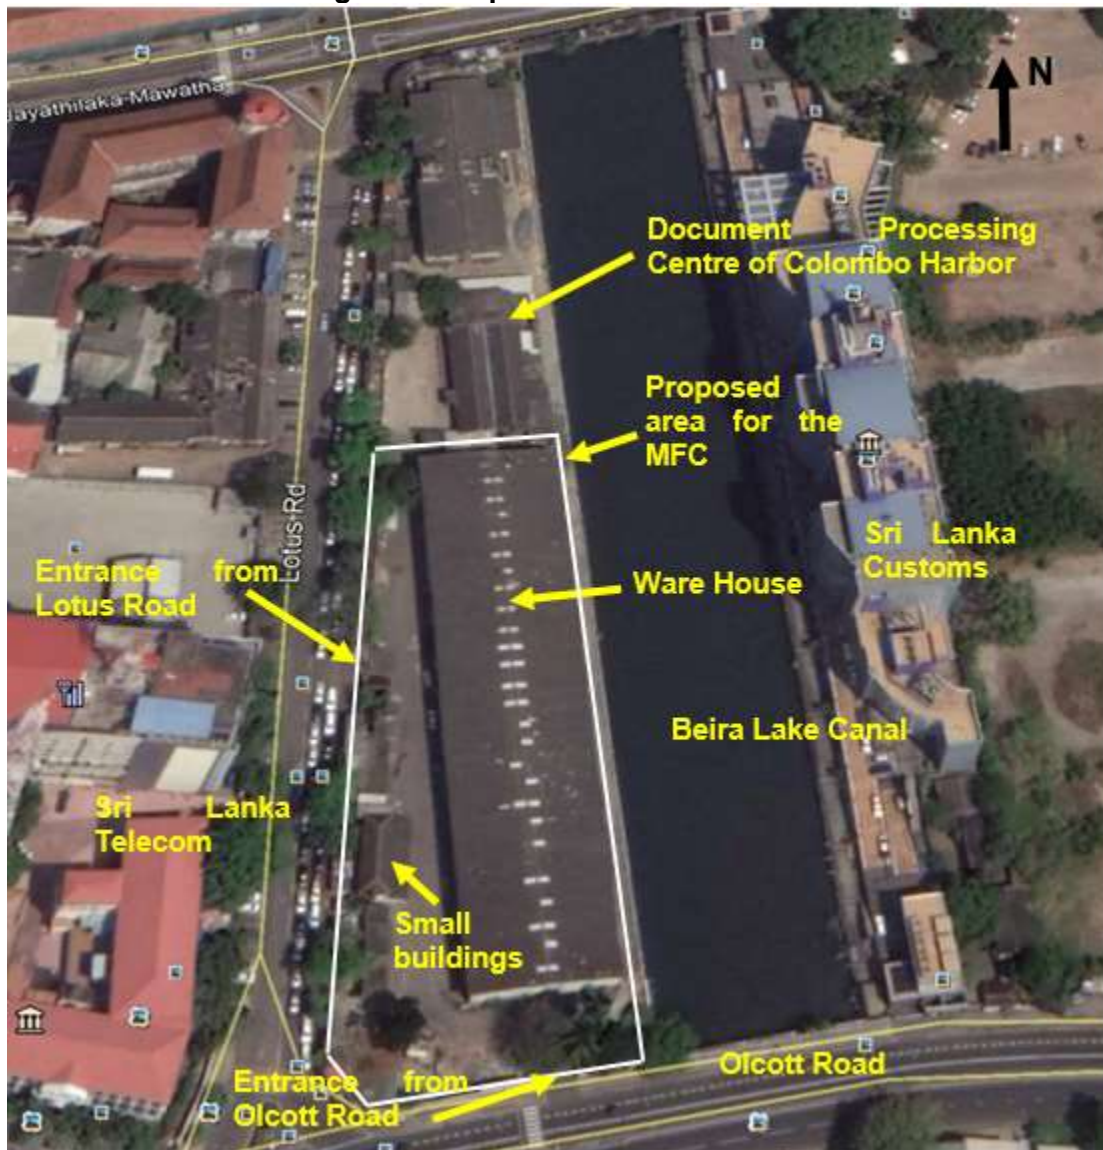 Jayathilaka Mawatha
N
Document Processing
Centre of Colombo Harbor
Proposed
area for the
MFC
Lotus Rd
Entrance from
Lotus Road
Sri Lanka
Customs
Ware House
Beira Lake Canal
Sri Lanka
Telecom
Small
buildings
Olcott Road
Entrance from
Olcott Road